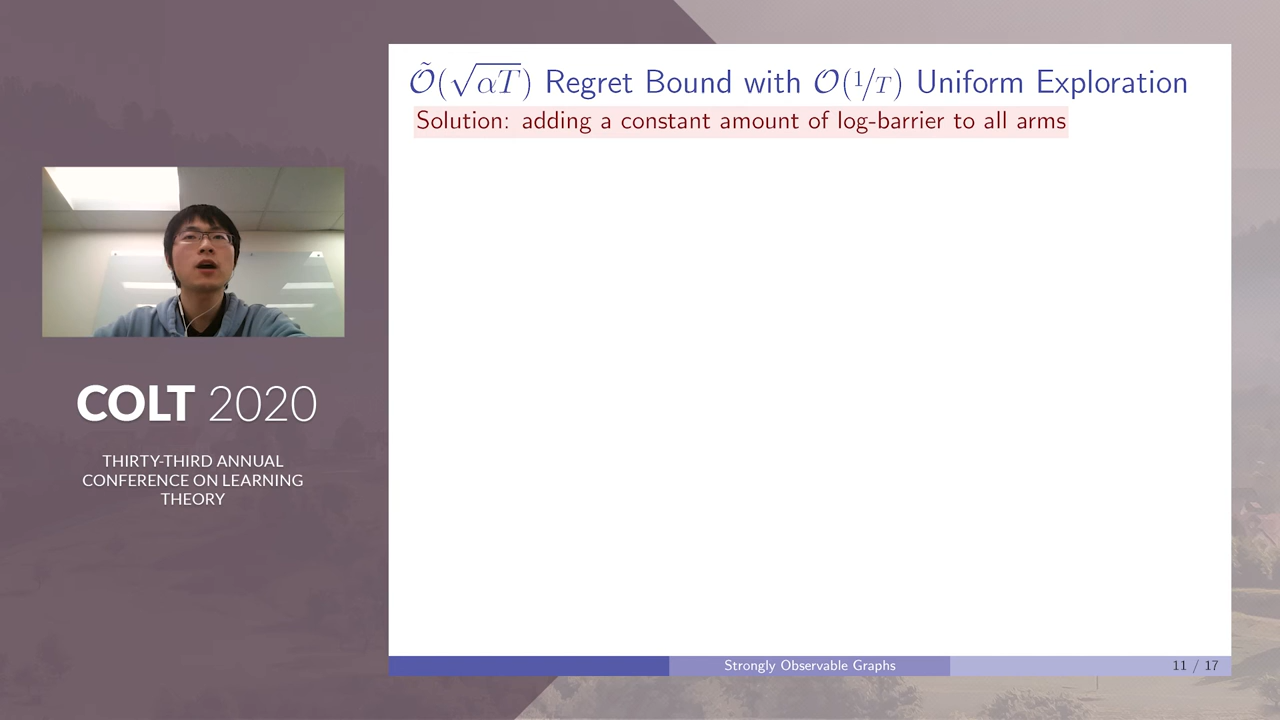 Õ(√αT) Regret Bound with O(1/T) Uniform Exploration
Solution: adding a constant amount of log-barrier to all arms
COLT 2020
THIRTY-THIRD ANNUAL
CONFERENCE ON LEARNING
THEORY
Strongly Observable Graphs
11 / 17